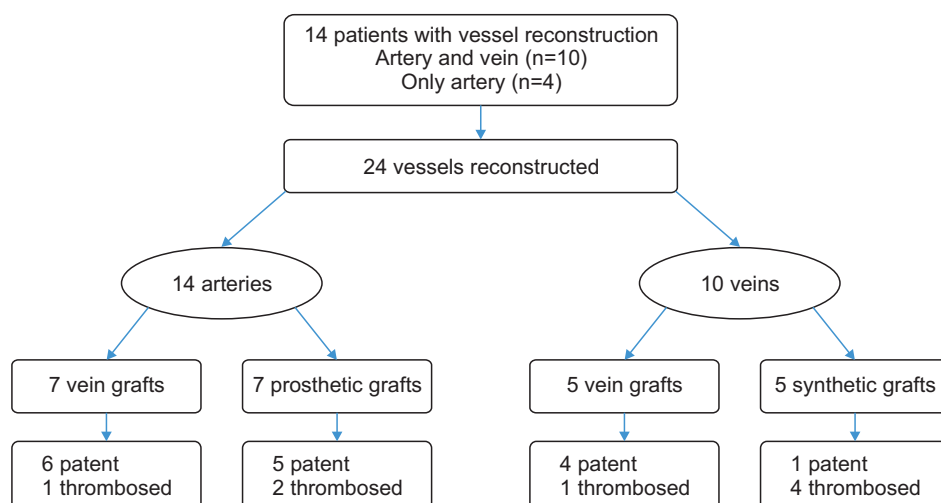 14 patients with vessel reconstruction
Artery and vein (n=10)
Only artery (n=4)
24 vessels reconstructed
14 arteries
10 veins
7 vein grafts
7 prosthetic grafts
5 vein grafts
5 synthetic grafts
6 patent
1 thrombosed
5 patent
2 thrombosed
4 patent
1 thrombosed
1 patent
4 thrombosed